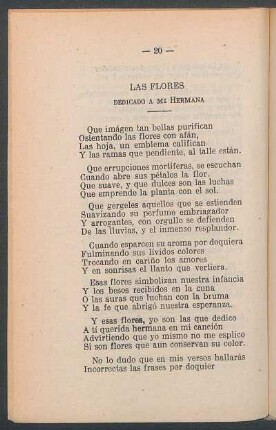 — 20 —
LAS FLORES
DEDICADO A MI HERMANA
Que imágen tan bellas purifican
Ostentando las flores con afán,
Las hoja, un emblema califican
Y las ramas que pendiente, al talle están.
Que errupciones mortiferas, se escuchan
Cuando abre sus pétalos la flor.
Que suave, y que dulces son las luchas
Que emprende la planta con el sol.
Que gergeles aquellos que se estienden
Suavizando su perfume embragador
Y arrogantes, con orgullo se defienden
De las lluvias, y el inmenso resplandor.
Cuando esparcen su aroma por doquiera
Fulminando sus lívidos colores
Trocando en cariño los amores
Y en sonrisas el llanto que vertiera.
Esas flores simbolizan nuestra infancia
Y los besos recibidos en la cuna
O las auras que luchan con la bruma
Y la fe que abrigó nuestra esperanza.
Y esas flores, yo son las que dedico
A tí querida hermana en mi canción
Advirtiendo que yo mismo no me esplico
Si son flores que aun conservan su color.
No lo dudo que en mis versos hallarás
Incorrectas las frases por doquier